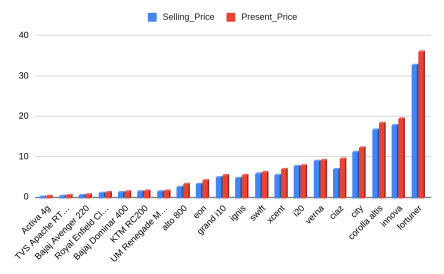 Selling_Price Present_Price
40
30
20
10
0
Activa 4g
TVS Apache RT…
Bajaj Avenger 220
Royal Enfield Cl…
Bajaj Dominar 400
KTM RC200
UM Renegade M…
alto 800
eon
grand i10
ignis
swift
xcent
i20
verna
ciaz
city
corolla altis
innova
fortuner